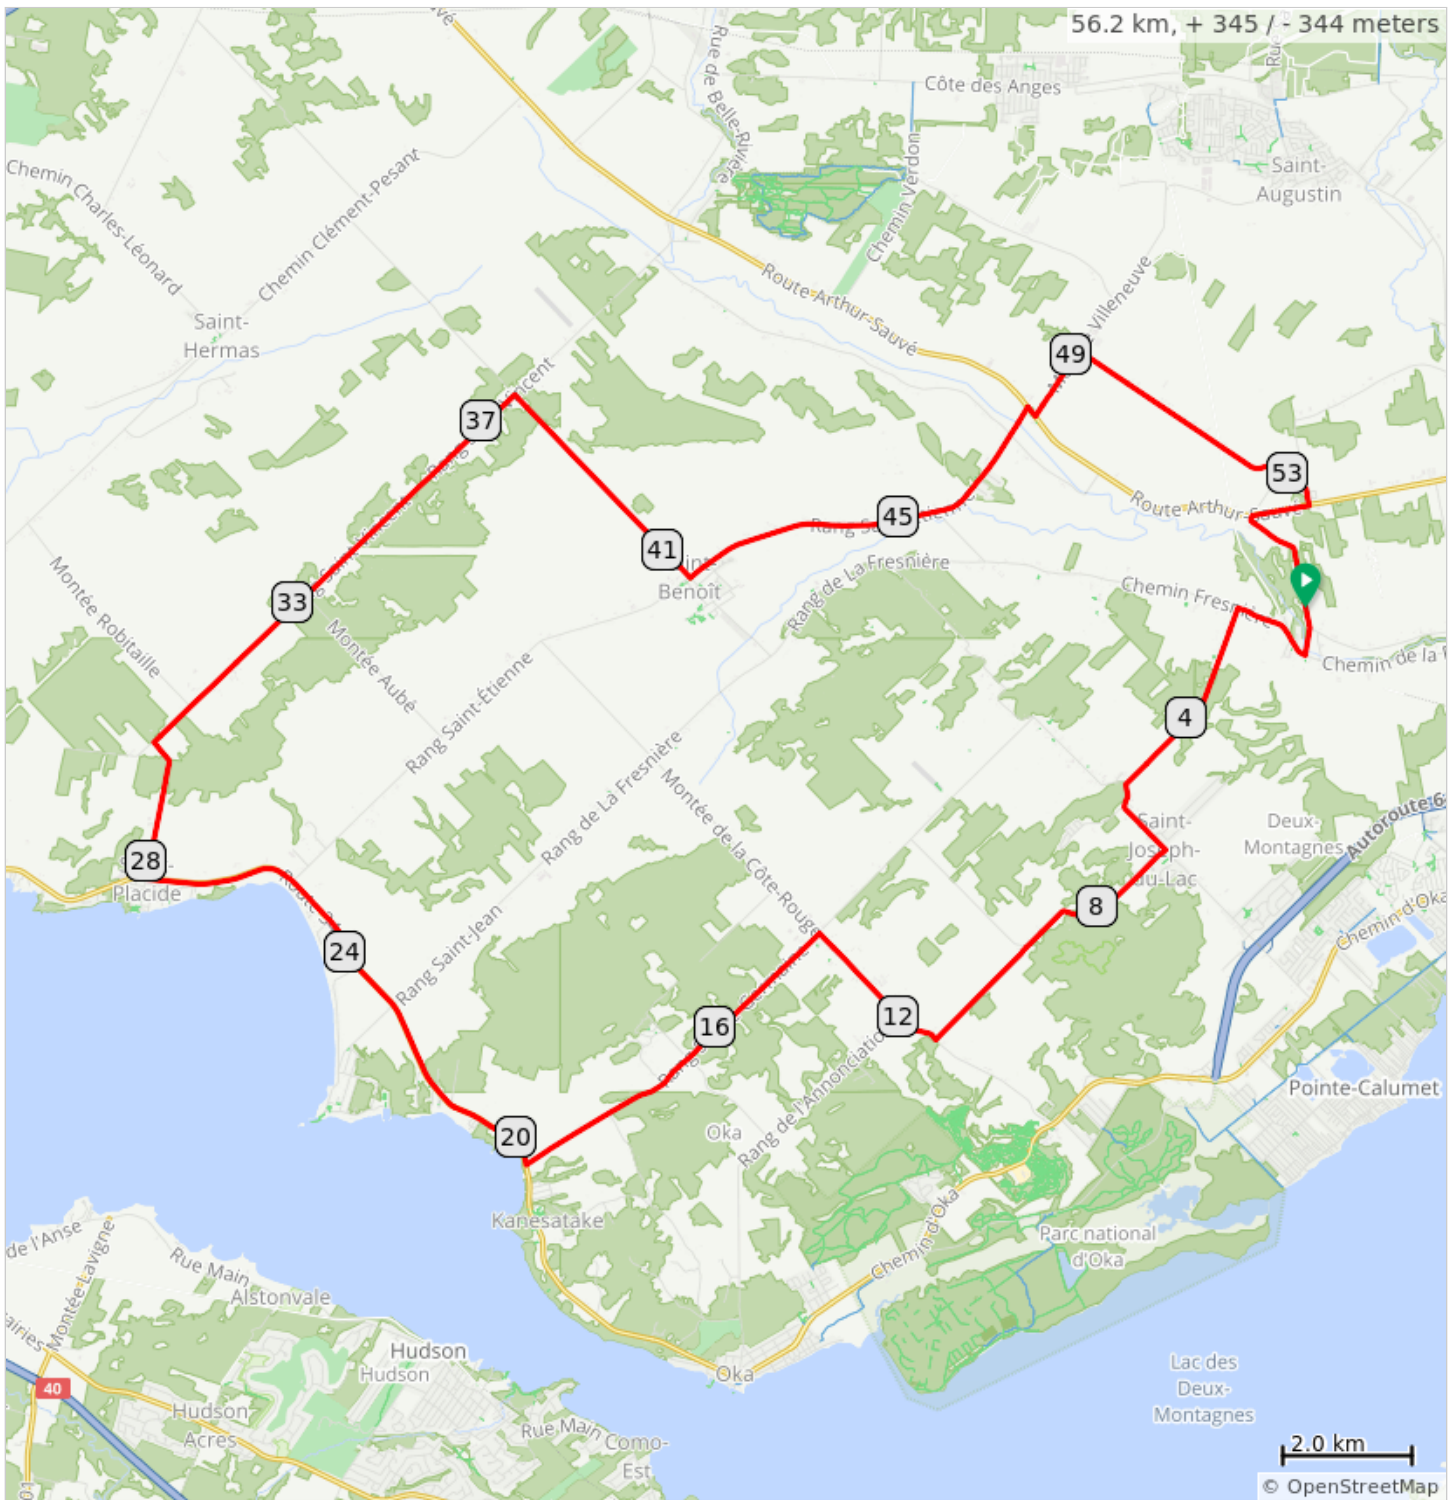 56.2 km, + 345 / - 344 meters
Rue de Belle-Rivière
Côte des Anges
Chemin Verdon
Saint-
Augustin
Chemin Charles-Léonard
Chemin Clément-Pesant
Route Arthur-Sauvé
Villeneuve
Saint-
Hermas
49
37
53
Route Arthur-Sauvé
45
41
Benoît
Rang de La Fresnière
Chemin Fresnière
33
Montée Robitaille
Montée Aubé
Rang Saint-Étienne
Chemin de la
4
Rang de La Fresnière
Montée de la Côte-Rouge
Saint-
Joseph-
au-Lac
Deux-
Montagnes
Autoroute 6
28
Placide
8
Chemin d'Oka
24
Rang Saint-Jean
16
12
Rang de l'Annonciation
Pointe-Calumet
20
Oka
Kanesatake
Chemin d'Oka
Parc national
d'Oka
de l'Anse
Montée Lavigne
Rue Main
Alstonvale
Hudson
Hudson
Oka
Lac des
Deux-
Montagnes
40
Hudson
Acres
Rue Main
Como-
Est
2.0 km
© OpenStreetMap